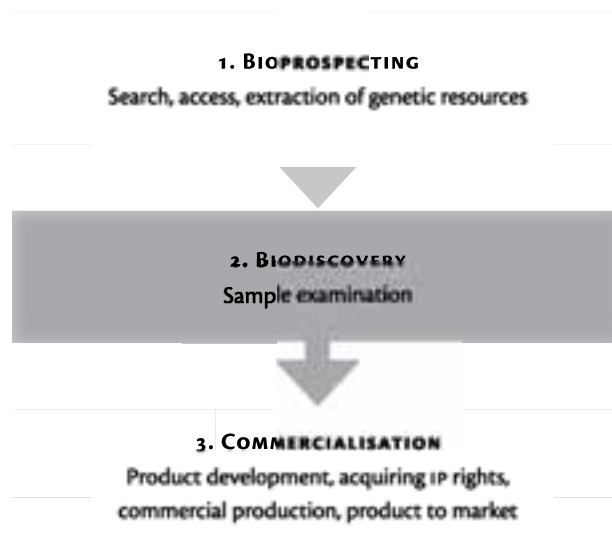 1. BIOPROSPECTING
Search, access, extraction of genetic resources
2. BIODISCOVERY
Sample examination
3. COMMERCIALISATION
Product development, acquiring IP rights,
commercial production, product to market